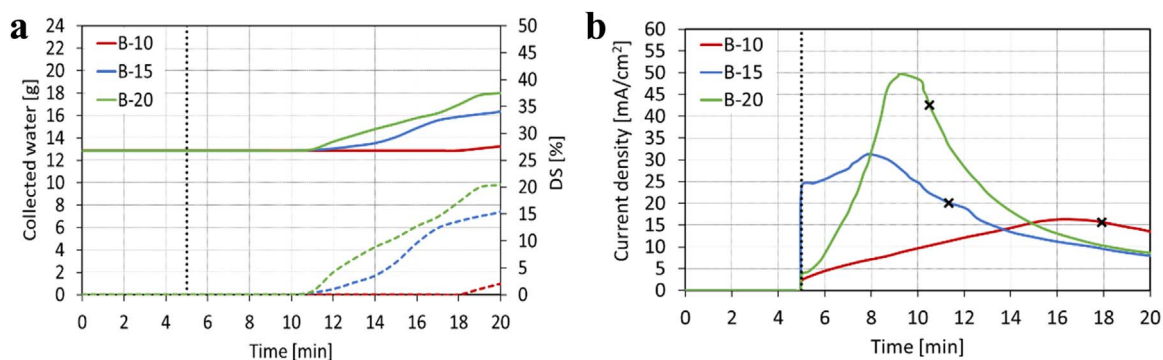 a
Collected water [g]
24
22
20
18
16
14
12
10
8
6
4
2
0
B-10
B-15
B-20
50
45
40
35
30
25
20
15
10
5
0
DS [%]
0 2 4 6 8 10 12 14 16 18 20
Time [min]
b
Current density [mA/cm²]
60
55
50
45
40
35
30
25
20
15
10
5
0
B-10
B-15
B-20
0 2 4 6 8 10 12 14 16 18 20
Time [min]